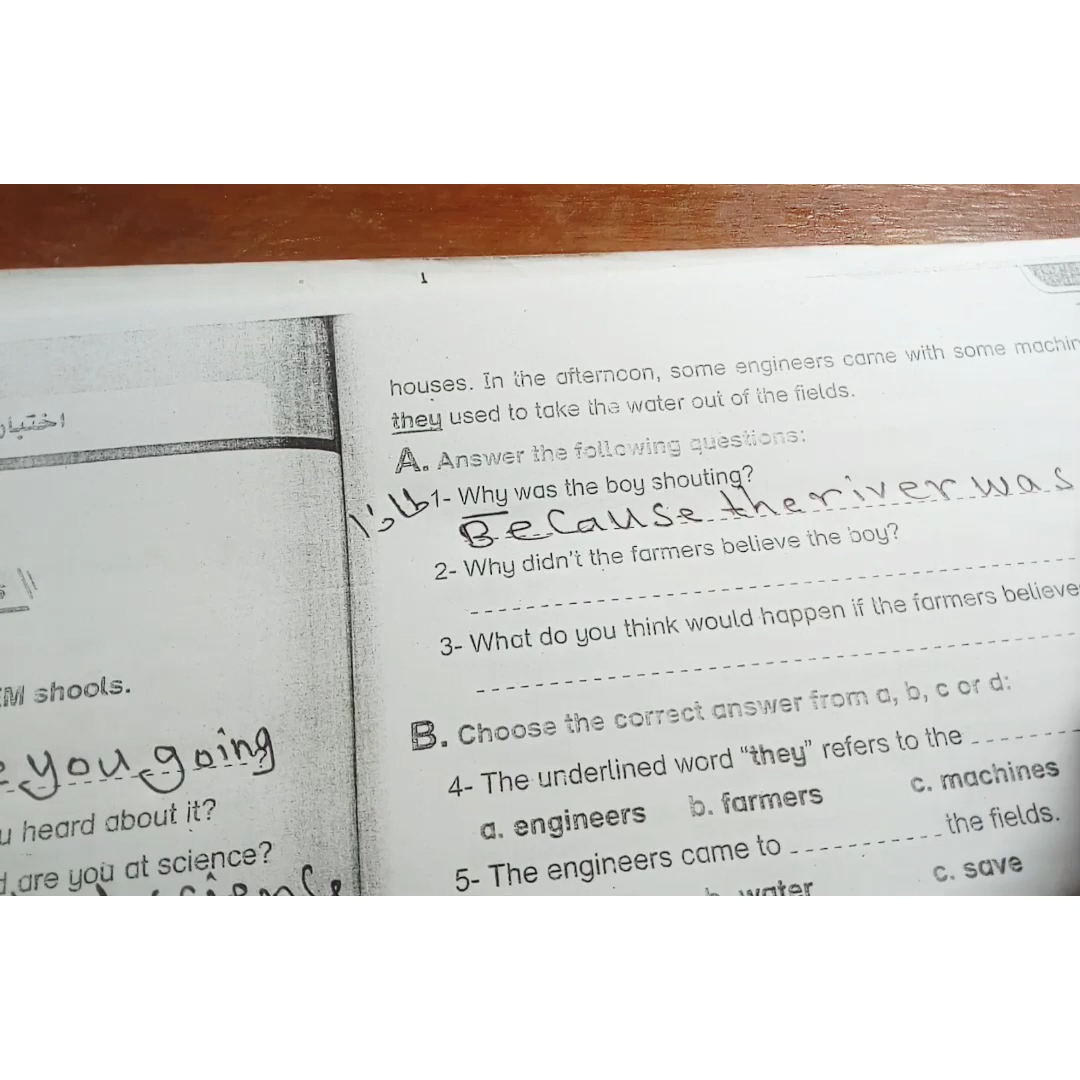 اختبار
M shools.
you going
u heard about it?
are you at science?
1
houses. In the afternoon, some engineers came with some machin
they used to take the water out of the fields.
A. Answer the following questions:
لماذا 1- Why was the boy shouting?
Because the river was
2- Why didn't the farmers believe the boy?
3- What do you think would happen if the farmers believe
B. Choose the correct answer from a, b, c or d:
4- The underlined word "they" refers to the
a. engineers b. farmers c. machines
5- The engineers came to the fields.
b. water c. save